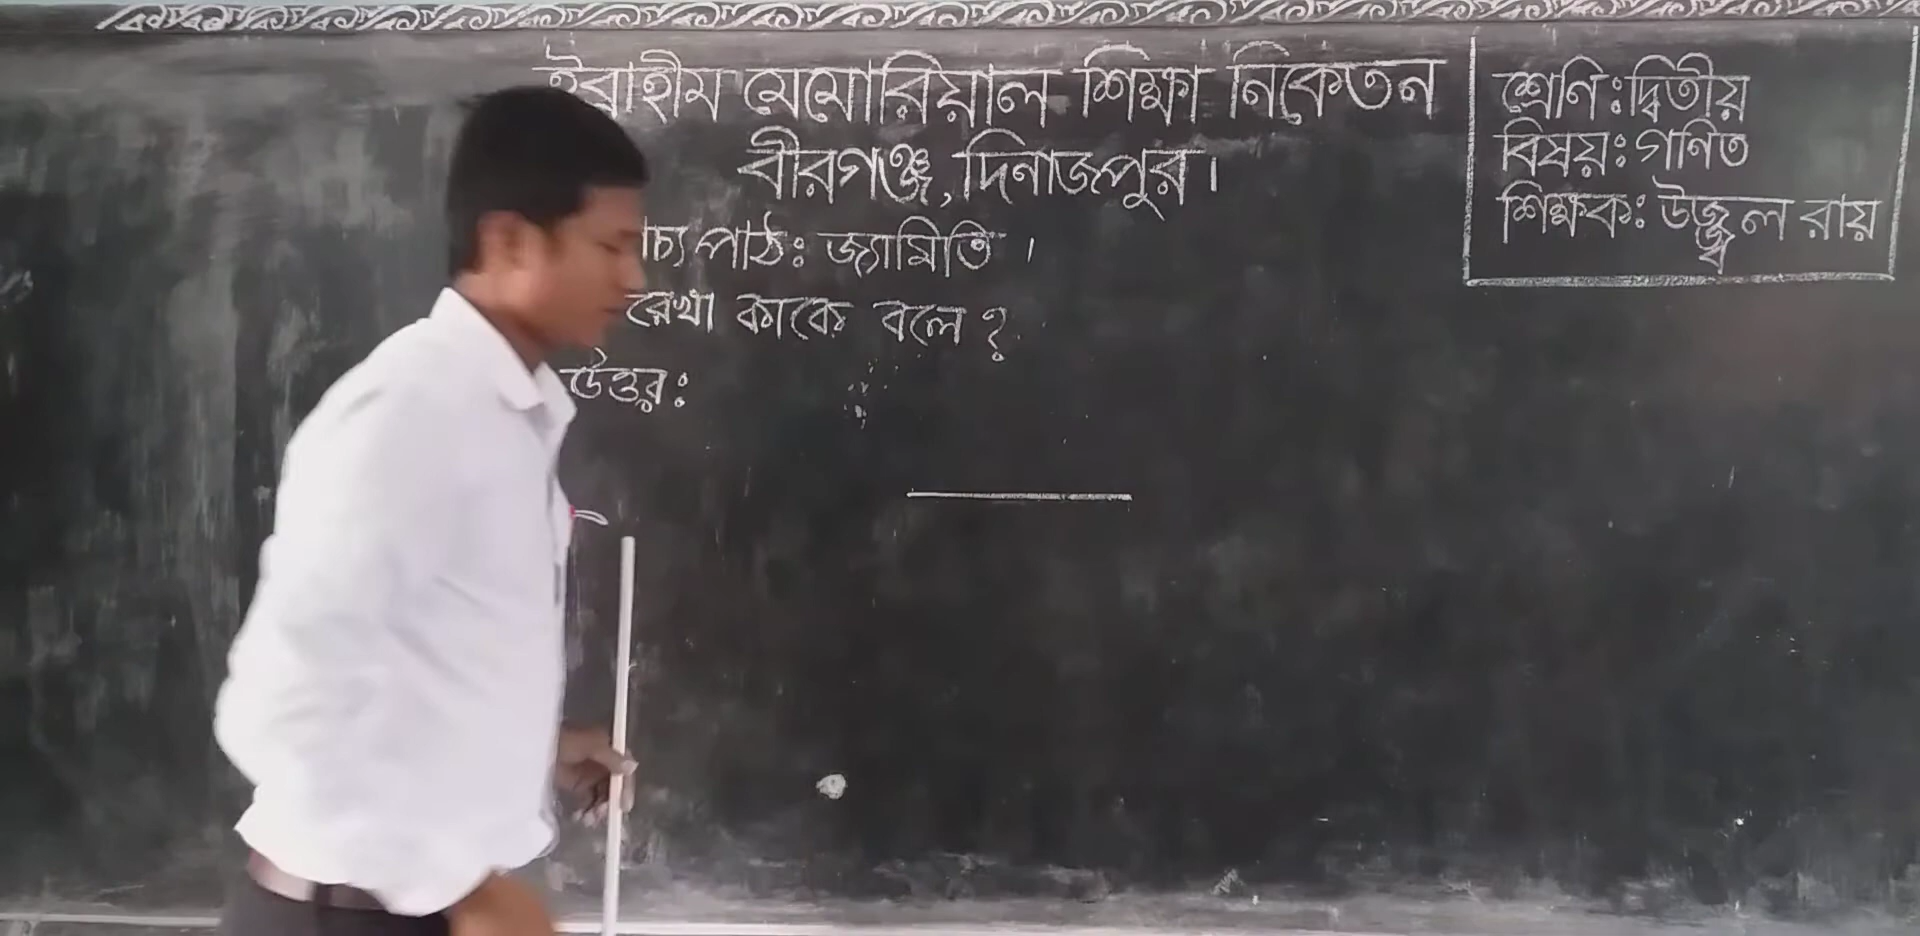 ইব্রাহীম মেমোরিয়াল শিক্ষা নিকেতন
বীরগঞ্জ, দিনাজপুর।
পাঠঃ জ্যামিতি ।
রেখা কাকে বলে ?
উত্তরঃ
শ্রেণিঃ দ্বিতীয়
বিষয়ঃ গণিত
শিক্ষকঃ উজ্জ্বল রায়